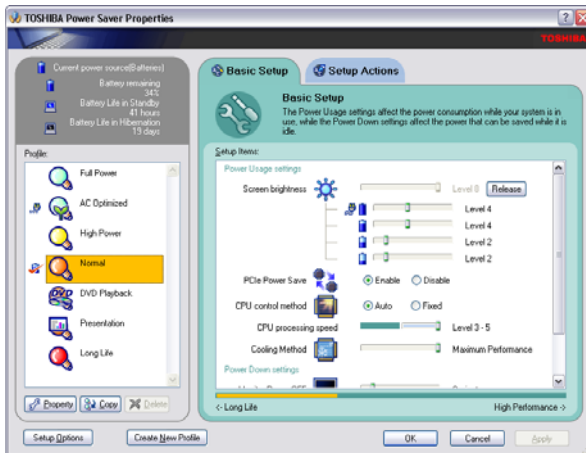 TOSHIBA Power Saver Properties
TOSHIBA
Current power source(Batteries)
Battery remaining
34%
Battery Life in Standby
41 hours
Battery Life in Hibernation
19 days
Profile:
Full Power
AC Optimized
High Power
Normal
DVD Playback
Presentation
Long Life
Property
Copy
Delete
Setup Options
Create New Profile
Basic Setup
Setup Actions
Basic Setup
The Power Usage settings affect the power consumption while your system is in
use, while the Power Down settings affect the power that can be saved while it is
idle.
Setup Items:
Power Usage settings
Screen brightness
Level 8
Release
Level 4
Level 4
Level 2
Level 2
PCIe Power Save
Enable
Disable
CPU control method
Auto
Fixed
CPU processing speed
Level 3 - 5
Cooling Method
Maximum Performance
Power Down settings
<- Long Life
High Performance ->
OK
Cancel
Apply